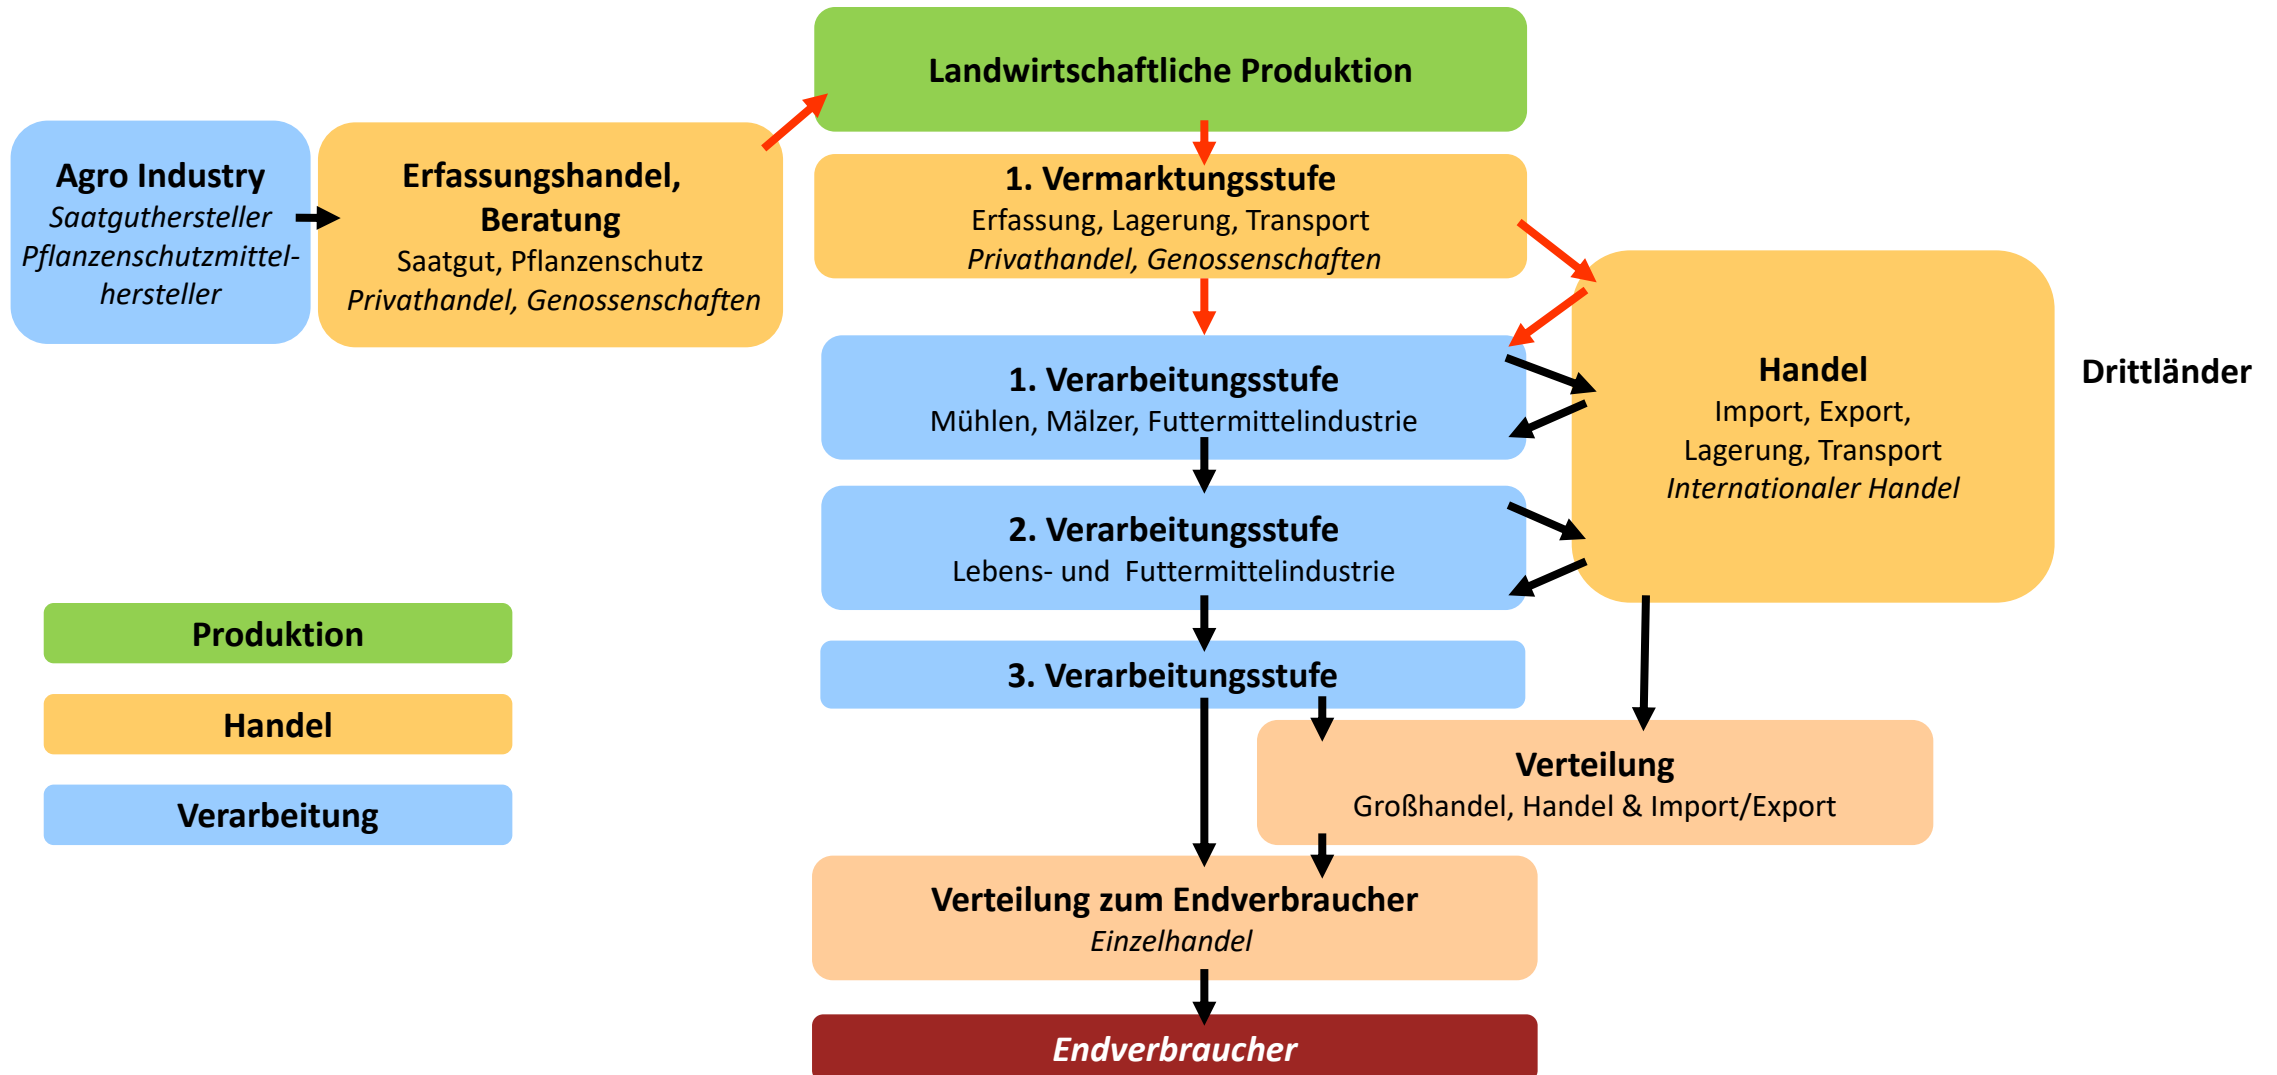 Landwirtschaftliche Produktion
Agro Industry
Saatguthersteller
Pflanzenschutzmittel-
hersteller
Erfassungshandel,
Beratung
Saatgut, Pflanzenschutz
Privathandel, Genossenschaften
1. Vermarktungsstufe
Erfassung, Lagerung, Transport
Privathandel, Genossenschaften
1. Verarbeitungsstufe
Mühlen, Mälzer, Futtermittelindustrie
Handel
Import, Export,
Lagerung, Transport
Internationaler Handel
Drittländer
2. Verarbeitungsstufe
Lebens- und  Futtermittelindustrie
3. Verarbeitungsstufe
Produktion
Handel
Verarbeitung
Verteilung
Großhandel, Handel & Import/Export
Verteilung zum Endverbraucher
Einzelhandel
Endverbraucher